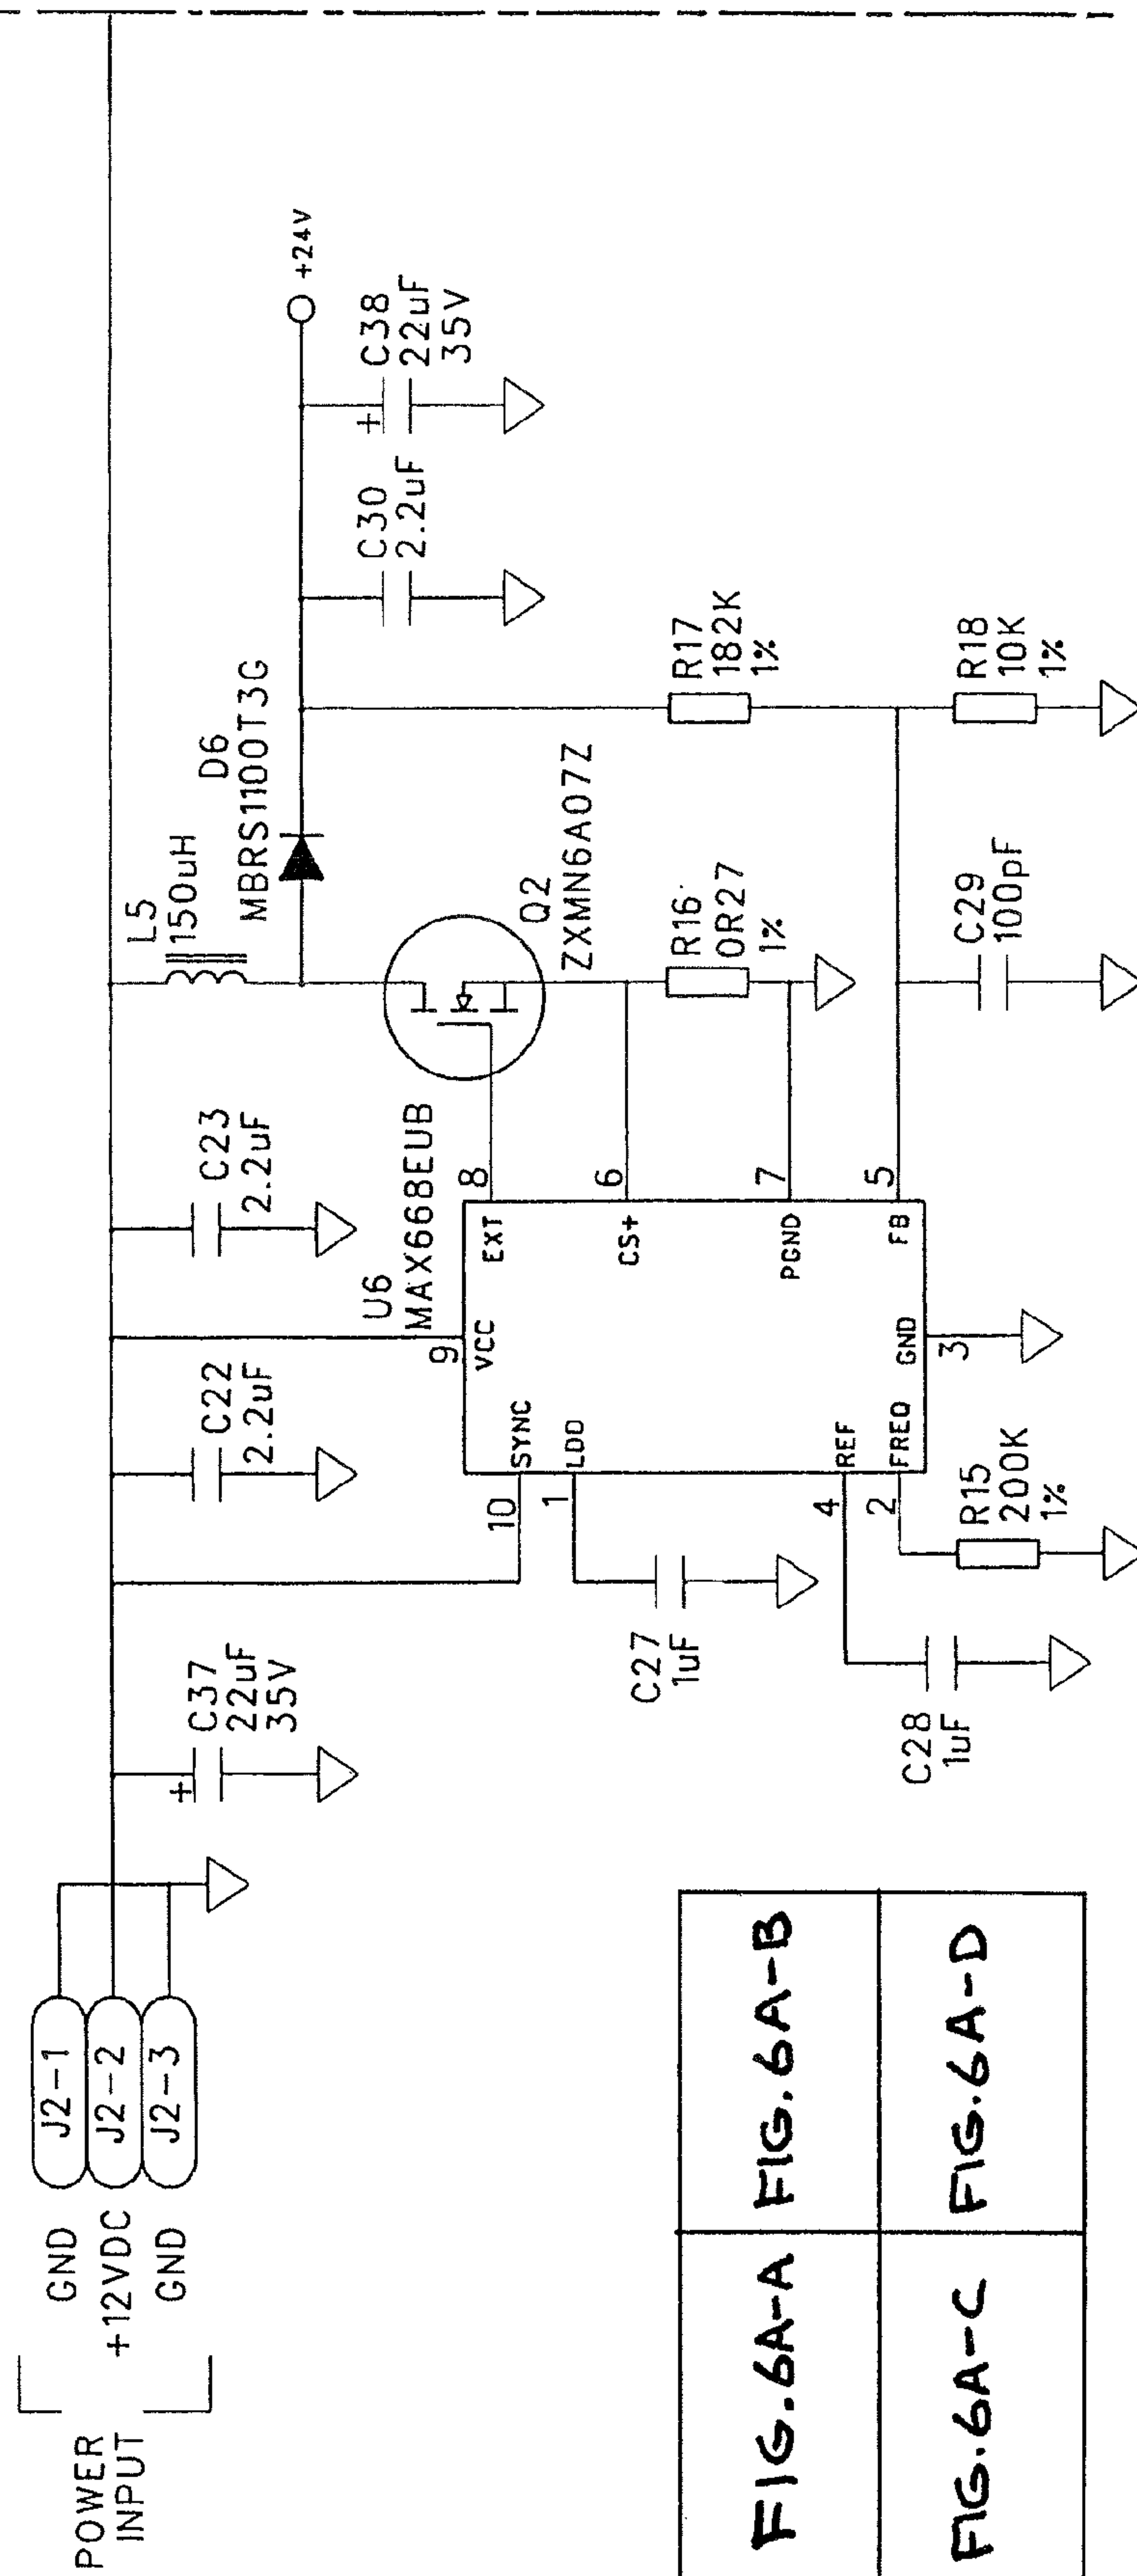 POWER
INPUT
GND
+12VDC
GND
J2-1
J2-2
J2-3
+
C37
22uF
35V
C22
2.2uF
C23
2.2uF
L5
150uH
D6
MBRS1100T3G
+24V
C30
2.2uF
+
C38
22uF
35V
U6
MAX668EUB
9
VCC
10
SYNC
1
LDO
4
REF
2
FREQ
GND
3
8
EXT
6
CS+
7
PGND
5
FB
Q2
ZXMN6A07Z
R16
0R27
1%
R17
182K
1%
R18
10K
1%
C29
100pF
C27
1uF
C28
1uF
R15
200K
1%
FIG.6A-A
FIG.6A-B
FIG.6A-C
FIG.6A-D